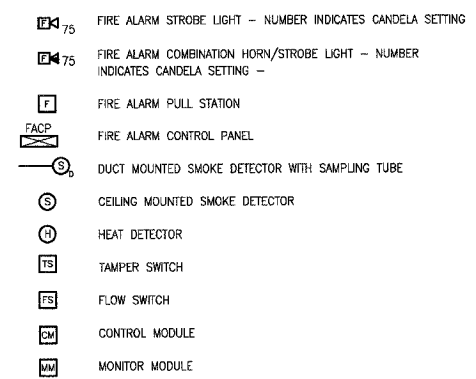 F 75 FIRE ALARM STROBE LIGHT – NUMBER INDICATES CANDELA SETTING
F 75 FIRE ALARM COMBINATION HORN/STROBE LIGHT – NUMBER
INDICATES CANDELA SETTING –
F FIRE ALARM PULL STATION
FACP FIRE ALARM CONTROL PANEL
S D DUCT MOUNTED SMOKE DETECTOR WITH SAMPLING TUBE
S CEILING MOUNTED SMOKE DETECTOR
H HEAT DETECTOR
TS TAMPER SWITCH
FS FLOW SWITCH
CM CONTROL MODULE
MM MONITOR MODULE